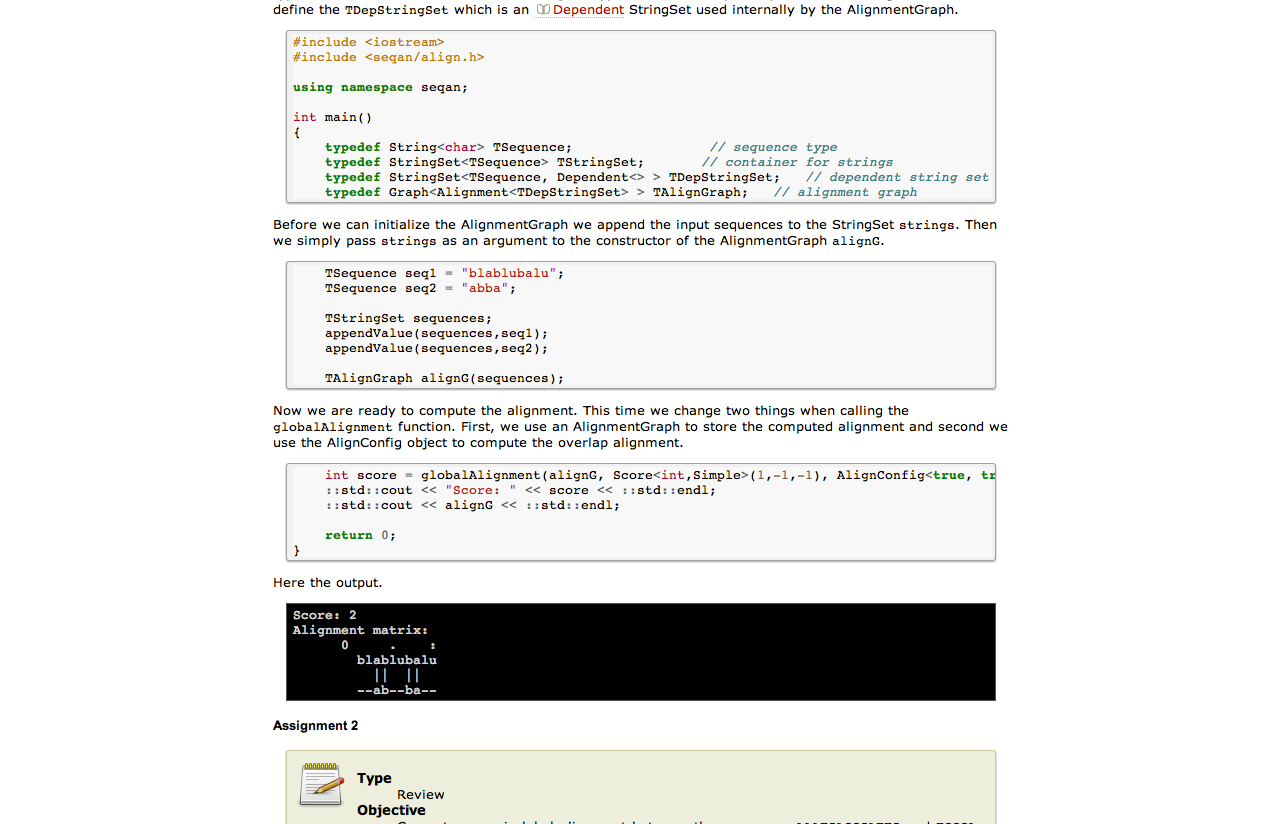 define the TDepStringSet which is an Dependent StringSet used internally by the AlignmentGraph.
#include <iostream>
#include <seqan/align.h>
using namespace seqan;
int main()
{
    typedef String<char> TSequence;                 // sequence type
    typedef StringSet<TSequence> TStringSet;       // container for strings
    typedef StringSet<TSequence, Dependent<> > TDepStringSet;   // dependent string set
    typedef Graph<Alignment<TDepStringSet> > TAlignGraph;   // alignment graph
Before we can initialize the AlignmentGraph we append the input sequences to the StringSet strings. Then
we simply pass strings as an argument to the constructor of the AlignmentGraph alignG.
    TSequence seq1 = "blablubalu";
    TSequence seq2 = "abba";
    TStringSet sequences;
    appendValue(sequences,seq1);
    appendValue(sequences,seq2);
    TAlignGraph alignG(sequences);
Now we are ready to compute the alignment. This time we change two things when calling the
globalAlignment function. First, we use an AlignmentGraph to store the computed alignment and second we
use the AlignConfig object to compute the overlap alignment.
    int score = globalAlignment(alignG, Score<int,Simple>(1,-1,-1), AlignConfig<true, tr
    ::std::cout << "Score: " << score << ::std::endl;
    ::std::cout << alignG << ::std::endl;
    return 0;
}
Here the output.
Score: 2
Alignment matrix:
      0     .    :
        blablubalu
          ||  ||
        --ab--ba--
Assignment 2
Type
Review
Objective